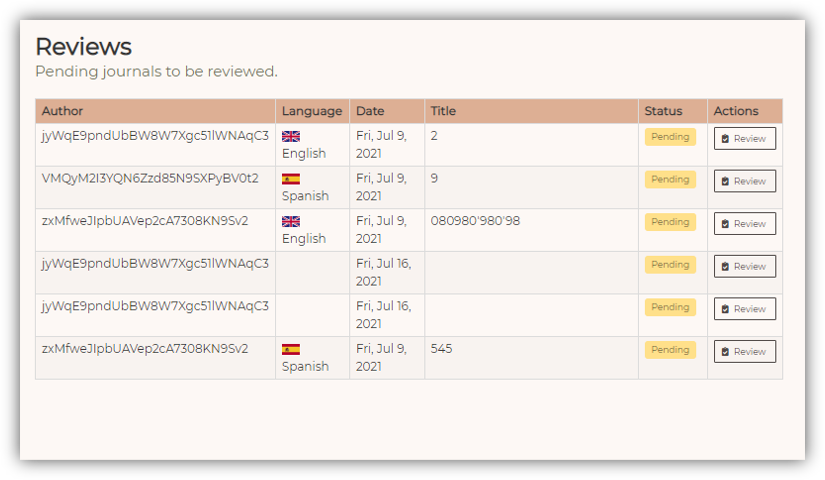 Reviews
Pending journals to be reviewed.
Author Language Date Title Status Actions
jyWqE9pndUbBW8W7Xgc51lWNAqC3 English Fri, Jul 9, 2021 2 Pending Review
VMQyM2I3YQN6Zzd85N9SXPyBV0t2 Spanish Fri, Jul 9, 2021 9 Pending Review
zxMfweJIpbUAVep2cA7308KN9Sv2 English Fri, Jul 9, 2021 080980'980'98 Pending Review
jyWqE9pndUbBW8W7Xgc51lWNAqC3 Fri, Jul 16, 2021 Pending Review
jyWqE9pndUbBW8W7Xgc51lWNAqC3 Fri, Jul 16, 2021 Pending Review
zxMfweJIpbUAVep2cA7308KN9Sv2 Spanish Fri, Jul 9, 2021 545 Pending Review